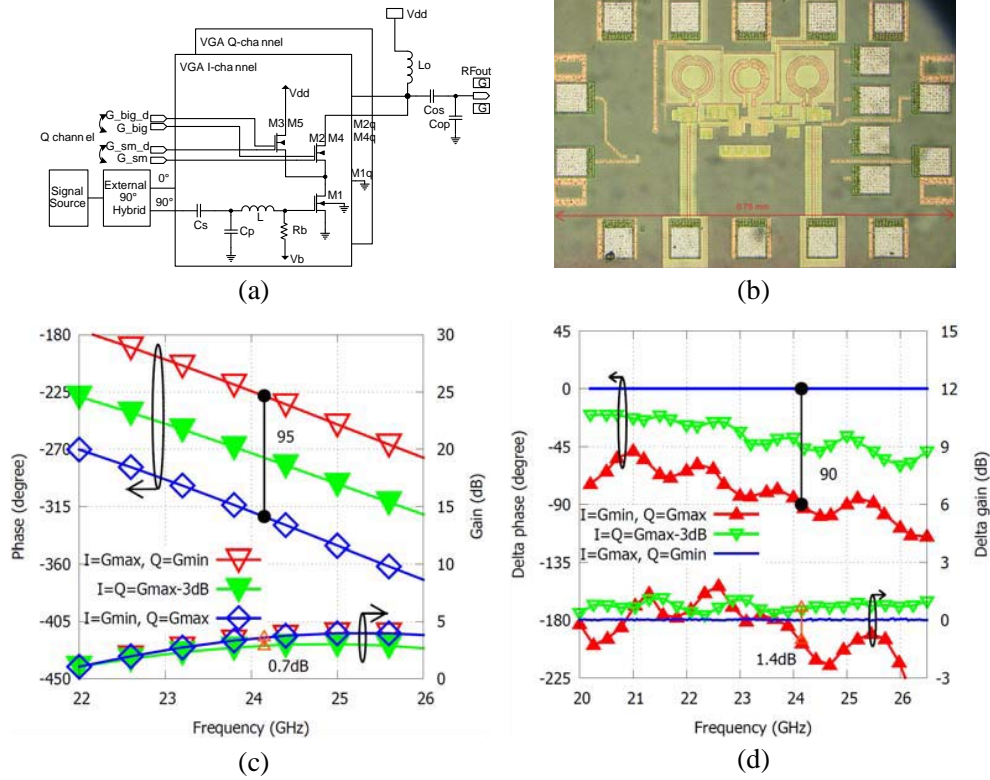 VGA Q-channel
VGA I-channel
Vdd
Lo
RFout
G
G
Cos
Cop
Vdd
M3
M5
M2
M4
M2q
M4q
G_big_d
G_big
Q channel
G_sm_d
G_sm
M1q
M1
Signal Source
External 90° Hybrid
0°
90°
Cs
Cp
L
Rb
Vb
(a)
(b)
-180
-225
-270
-315
-360
-405
-450
Phase (degree)
30
25
20
15
10
5
0
Gain (dB)
95
I=Gmax, Q=Gmin
I=Q=Gmax-3dB
I=Gmin, Q=Gmax
0.7dB
22 23 24 25 26
Frequency (GHz)
(c)
45
0
-45
-90
-135
-180
-225
Delta phase (degree)
15
12
9
6
3
0
-3
Delta gain (dB)
90
I=Gmin, Q=Gmax
I=Q=Gmax-3dB
I=Gmax, Q=Gmin
1.4dB
20 21 22 23 24 25 26
Frequency (GHz)
(d)